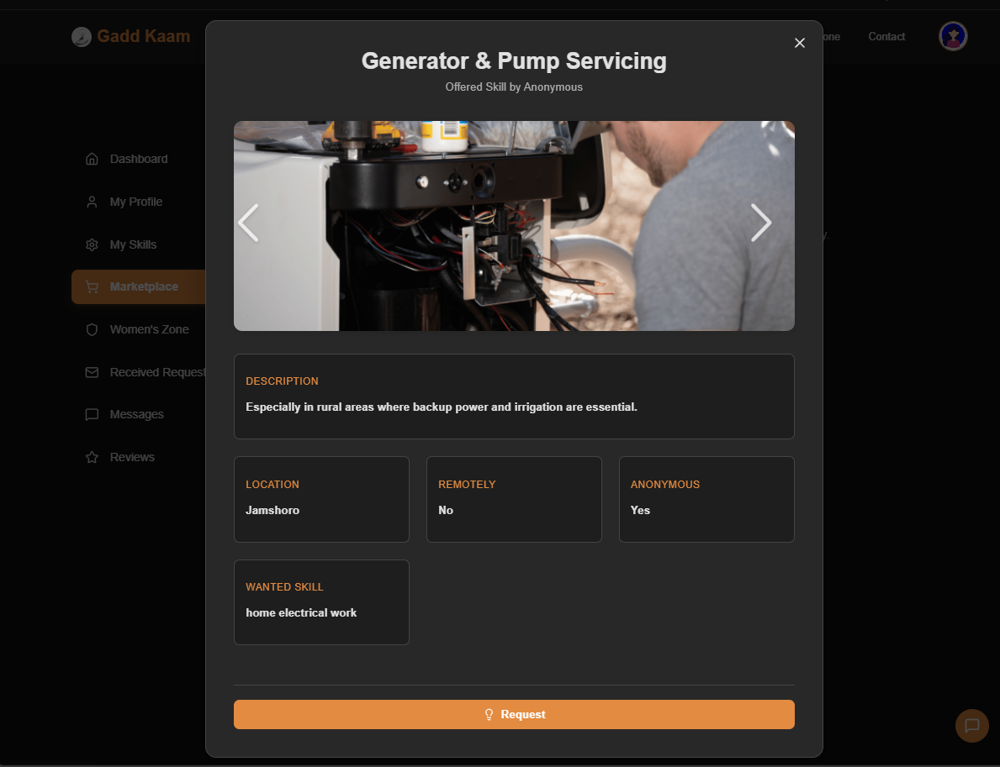 Gadd Kaam
Contact
Generator & Pump Servicing
Offered Skill by Anonymous
Dashboard
My Profile
My Skills
Marketplace
Women's Zone
Received Request
Messages
Reviews
DESCRIPTION
Especially in rural areas where backup power and irrigation are essential.
LOCATION
Jamshoro
REMOTELY
No
ANONYMOUS
Yes
WANTED SKILL
home electrical work
Request